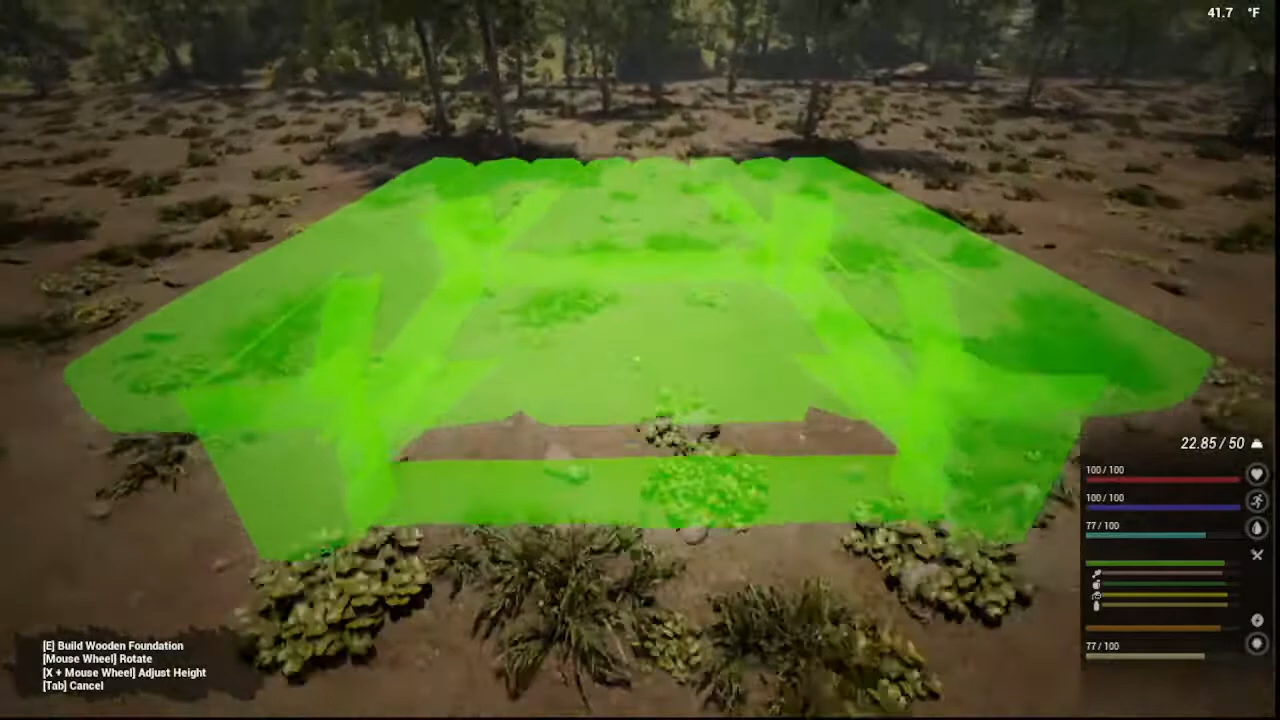 41.7 °F
22.85 / 50
100 / 100
100 / 100
77 / 100
77 / 100
[E] Build Wooden Foundation
[Mouse Wheel] Rotate
[X + Mouse Wheel] Adjust Height
[Tab] Cancel